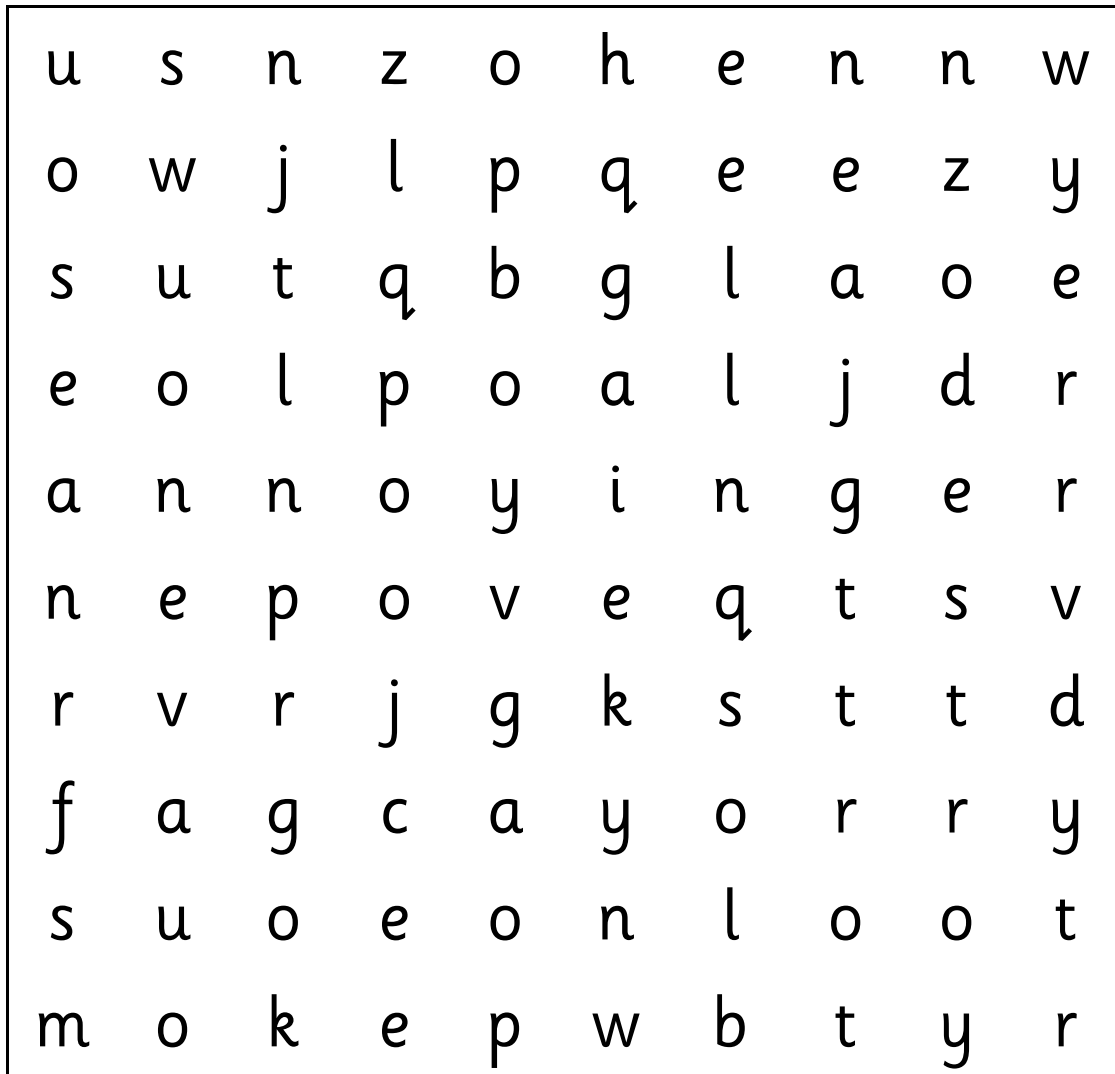 u s n z o h e n n w
o w j l p q e e z y
s u t q b g l a o e
e o l p o a l j d r
a n n o y i n g e r
n e p o v e q t s v
r v r j g k s t t d
f a g c a y o r r y
s u o e o n l o o t
m o k e p w b t y r